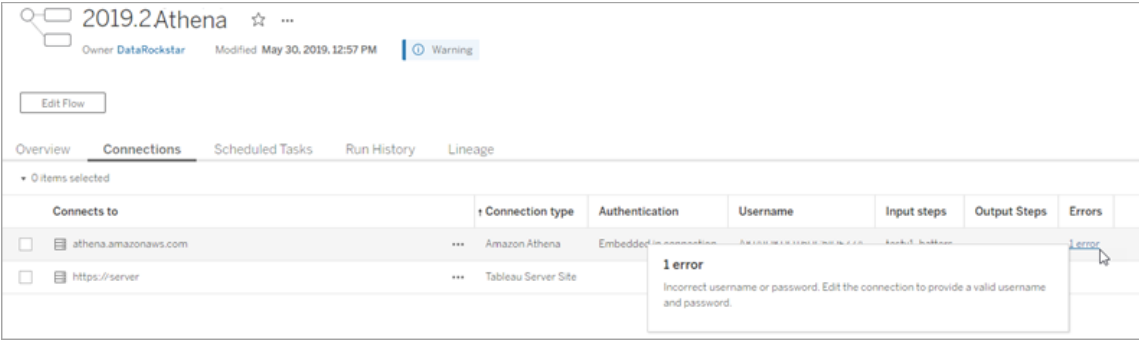 2019.2Athena
Owner DataRockstar Modified May 30, 2019, 12:57 PM Warning
Edit Flow
Overview Connections Scheduled Tasks Run History Lineage
0 items selected
Connects to ↑ Connection type Authentication Username Input steps Output Steps Errors
athena.amazonaws.com ... Amazon Athena Embedded in connection 1 error
https://server ... Tableau Server Site
1 error
Incorrect username or password. Edit the connection to provide a valid username
and password.